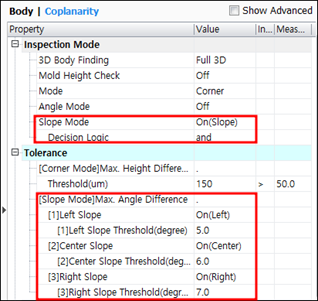 Body | Coplanarity Show Advanced
Property Value In... Meas...
Inspection Mode
3D Body Finding Full 3D
Mold Height Check Off
Mode Corner
Angle Mode Off
Slope Mode On(Slope)
Decision Logic and
Tolerance
[Corner Mode]Max. Height Differe... .
Threshold(um) 150 > 50.0
[Slope Mode]Max. Angle Difference .
[1]Left Slope On(Left)
[1]Left Slope Threshold(degree) 5.0
[2]Center Slope On(Center)
[2]Center Slope Threshold(deg... 6.0
[3]Right Slope On(Right)
[3]Right Slope Threshold(degr... 7.0